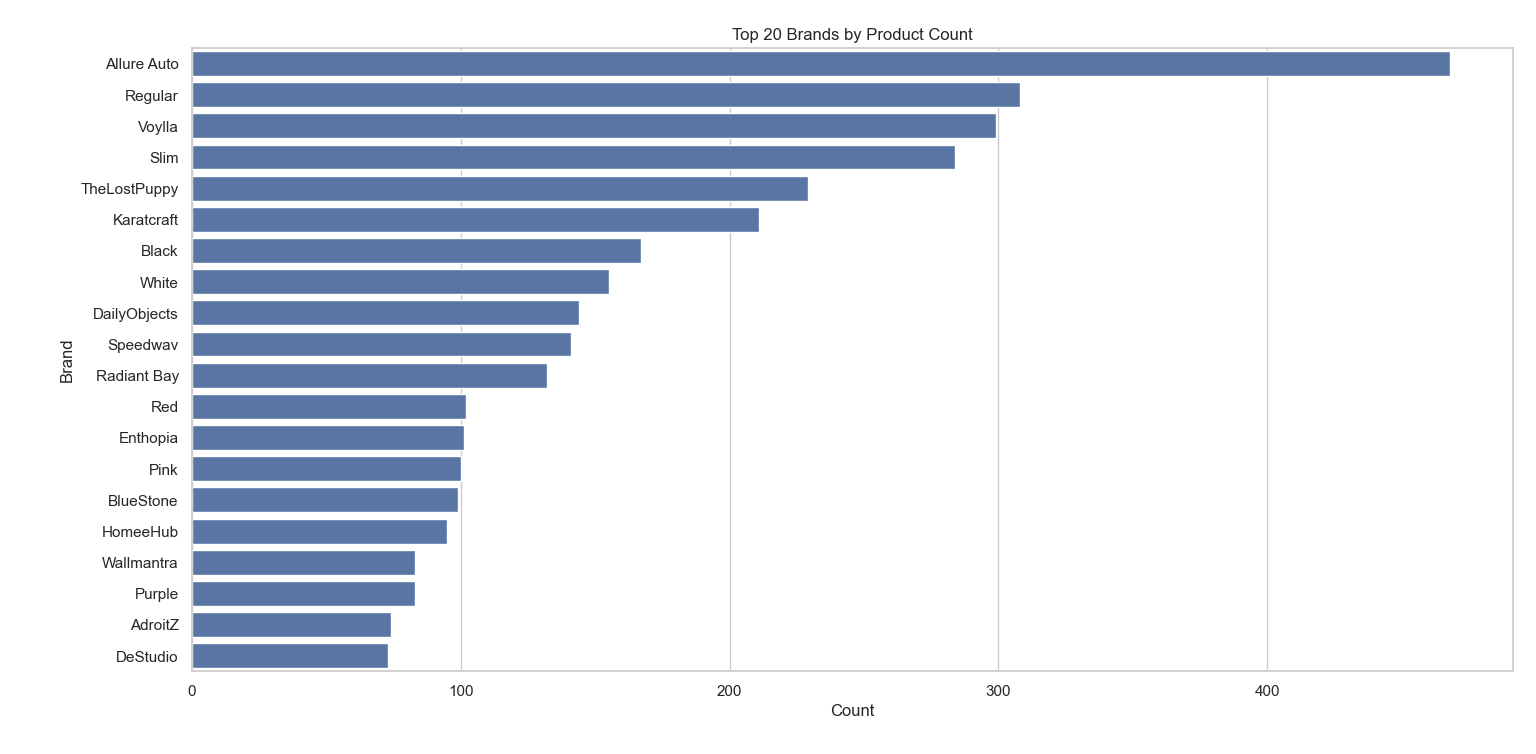 Top 20 Brands by Product Count
Allure Auto
Regular
Voylla
Slim
TheLostPuppy
Karatcraft
Black
White
DailyObjects
Speedwav
Radiant Bay
Red
Enthopia
Pink
BlueStone
HomeeHub
Wallmantra
Purple
AdroitZ
DeStudio
Brand
0 100 200 300 400
Count